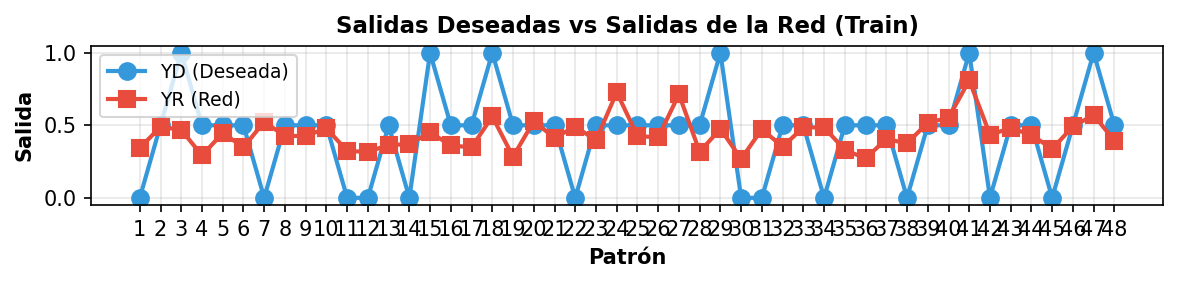 Salidas Deseadas vs Salidas de la Red (Train)
1.0
YD (Deseada)
YR (Red)
0.5
Salida
0.0
1 2 3 4 5 6 7 8 9 10 11 12 13 14 15 16 17 18 19 20 21 22 23 24 25 26 27 28 29 30 31 32 33 34 35 36 37 38 39 40 41 42 43 44 45 46 47 48
Patrón